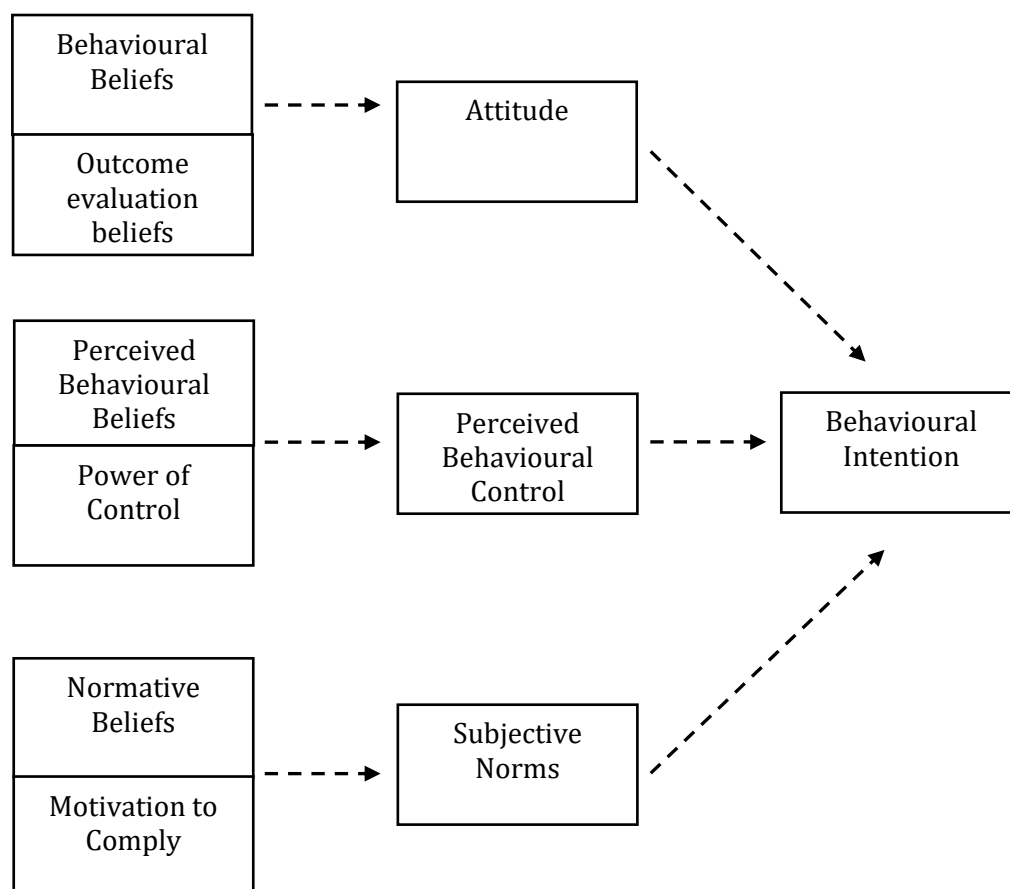 Behavioural
Beliefs
Outcome
evaluation
beliefs
Attitude
Perceived
Behavioural
Beliefs
Power of
Control
Perceived
Behavioural
Control
Behavioural
Intention
Normative
Beliefs
Motivation to
Comply
Subjective
Norms